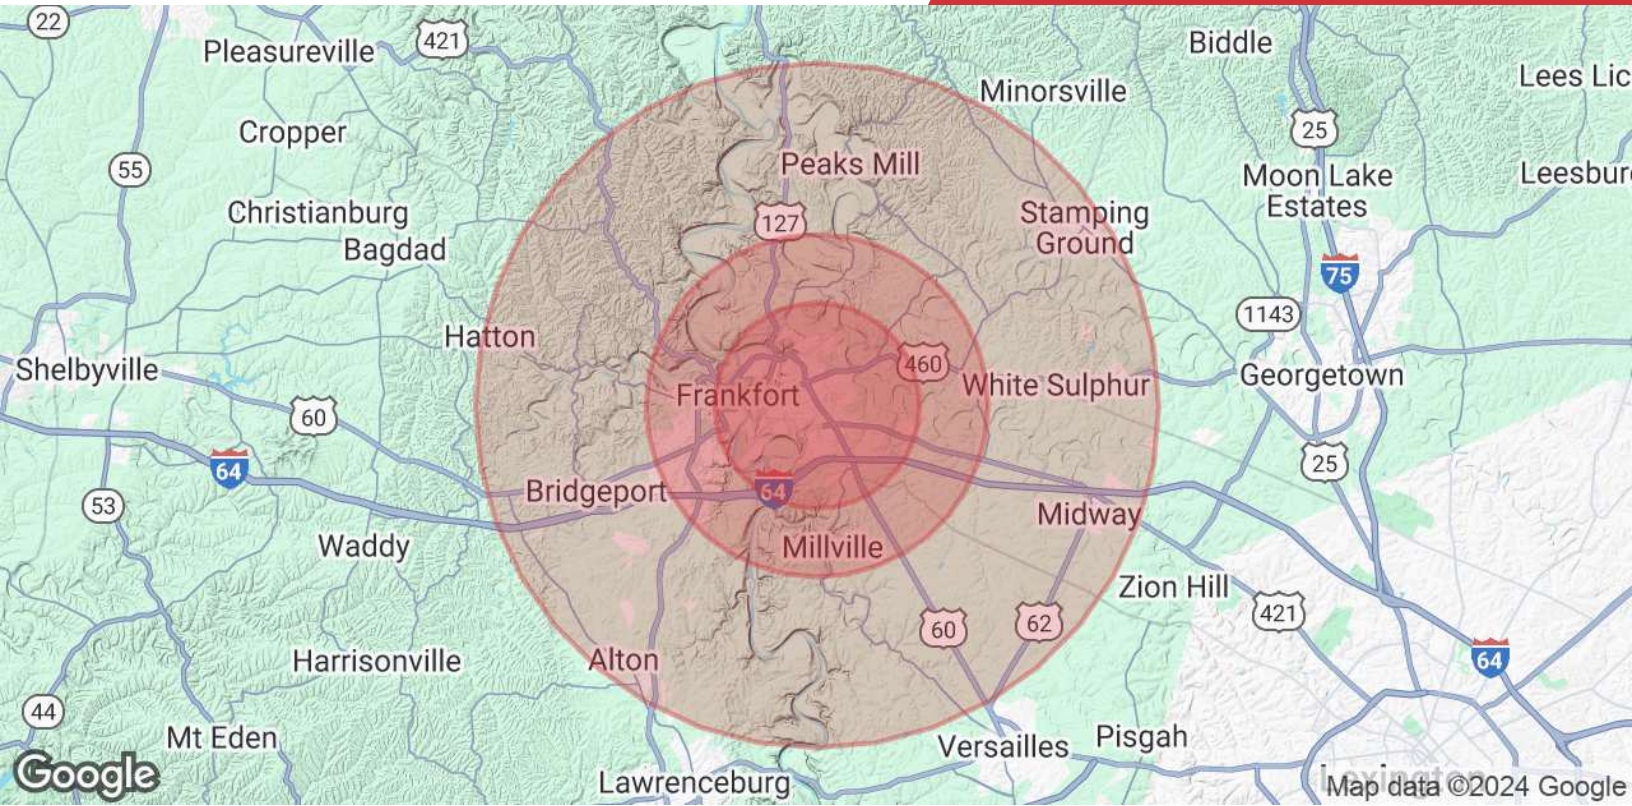 22
Pleasureville
421
Biddle
Lees Lic
Minorsville
Cropper
25
55
Peaks Mill
Moon Lake
Estates
Leesbur
Christianburg
127
Stamping
Ground
Bagdad
75
1143
Hatton
460
Shelbyville
Frankfort
White Sulphur
Georgetown
60
64
25
Bridgeport
64
53
Midway
Waddy
Millville
Zion Hill
421
60
62
Harrisonville
Alton
64
44
Mt Eden
Versailles
Pisgah
Google
Lawrenceburg
Lexington
Map data ©2024 Google